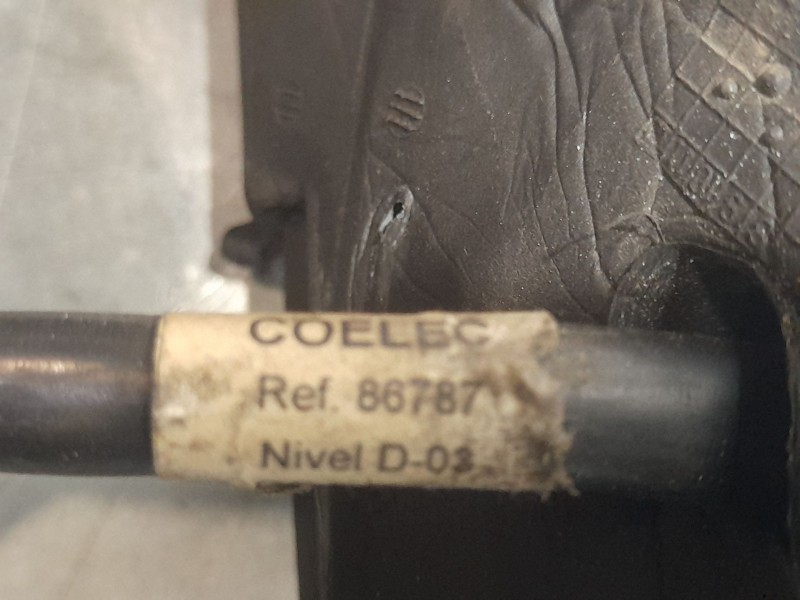 COELEC
Ref. 86787
Nivel D-03